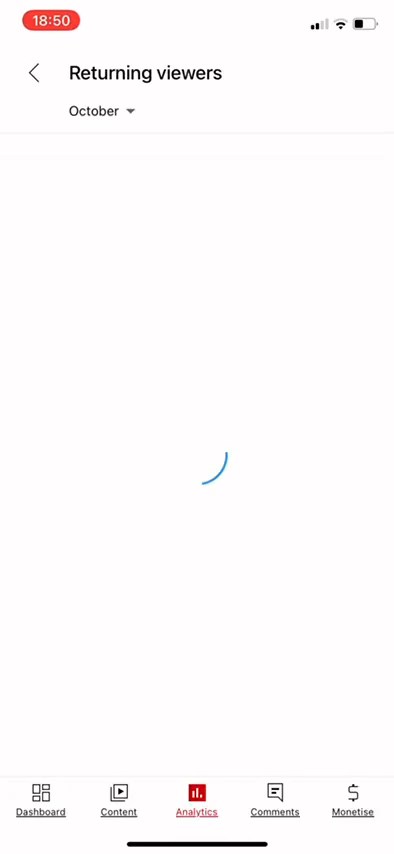 18:50
Returning viewers
October
Dashboard
Content
Analytics
Comments
Monetise